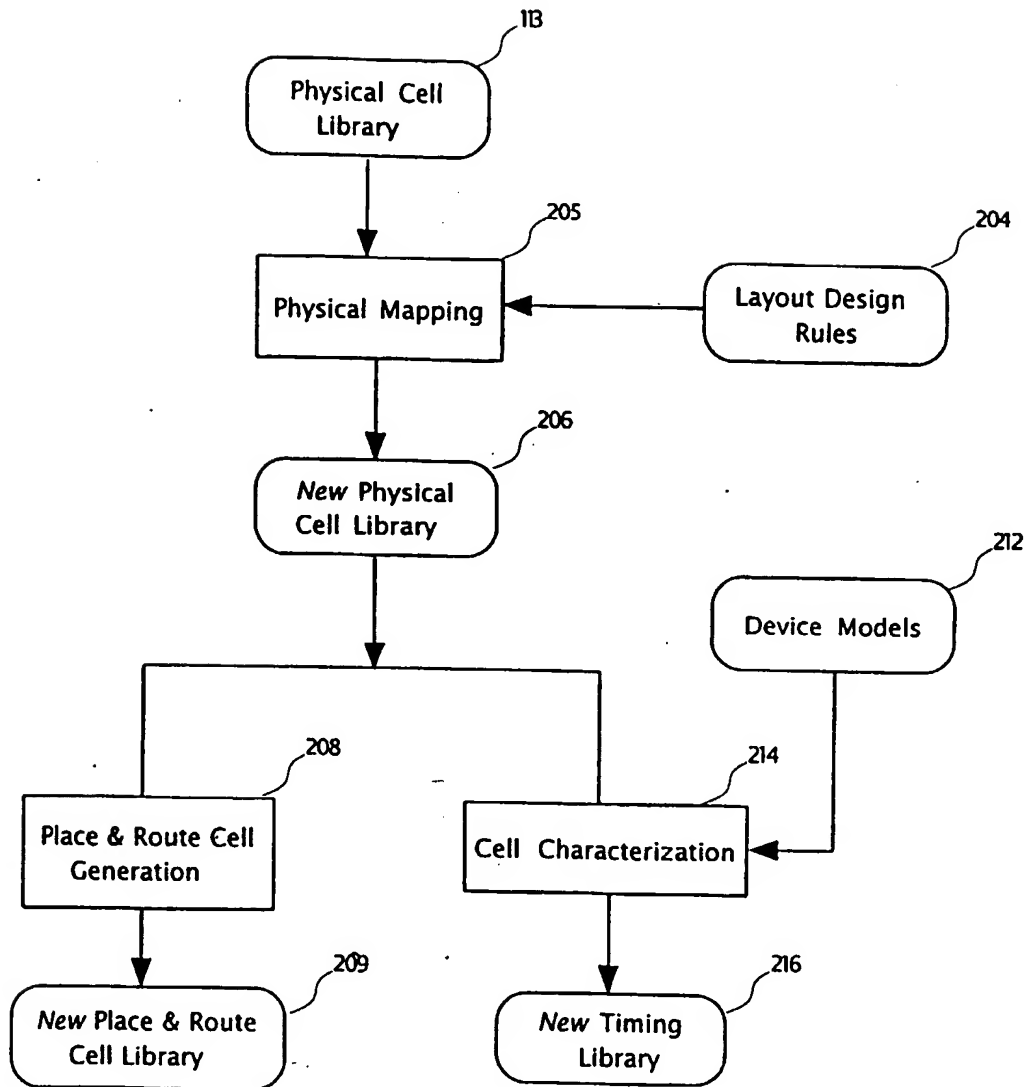 113
Physical Cell
Library
205
Physical Mapping
204
Layout Design
Rules
206
New Physical
Cell Library
212
Device Models
208
Place & Route Cell
Generation
214
Cell Characterization
209
New Place & Route
Cell Library
216
New Timing
Library